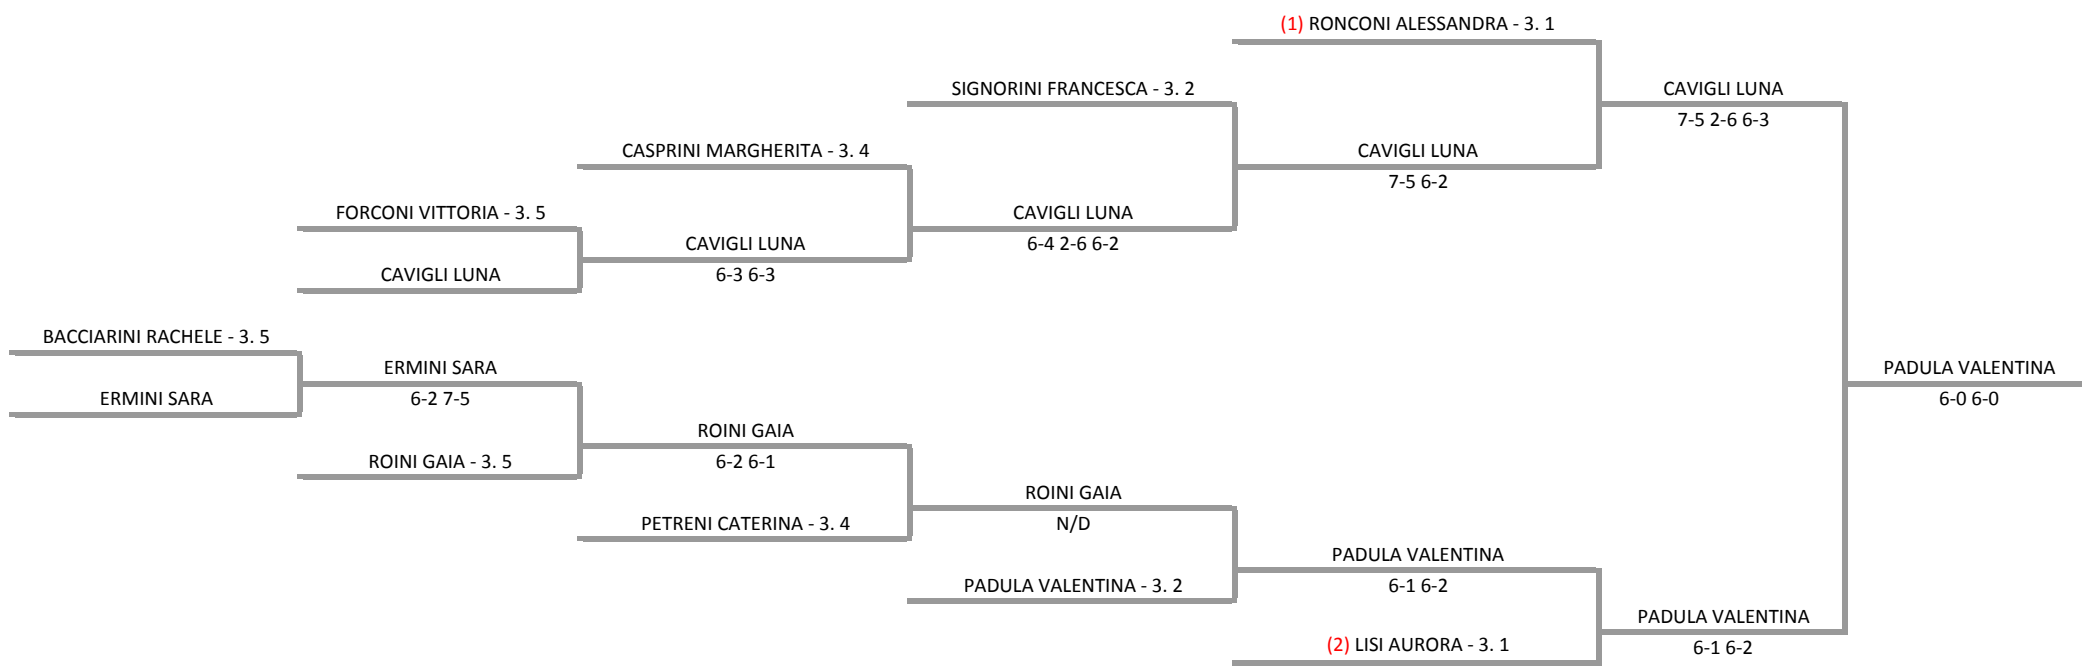 (1) RONCONI ALESSANDRA - 3. 1
SIGNORINI FRANCESCA - 3. 2
CAVIGLI LUNA
7-5 2-6 6-3
CASPRINI MARGHERITA - 3. 4
CAVIGLI LUNA
7-5 6-2
FORCONI VITTORIA - 3. 5
CAVIGLI LUNA
6-4 2-6 6-2
CAVIGLI LUNA
6-3 6-3
CAVIGLI LUNA
BACCIARINI RACHELE - 3. 5
ERMINI SARA
6-2 7-5
PADULA VALENTINA
6-0 6-0
ERMINI SARA
ROINI GAIA
6-2 6-1
ROINI GAIA - 3. 5
ROINI GAIA
N/D
PETRENI CATERINA - 3. 4
PADULA VALENTINA
6-1 6-2
PADULA VALENTINA - 3. 2
PADULA VALENTINA
6-1 6-2
(2) LISI AURORA - 3. 1